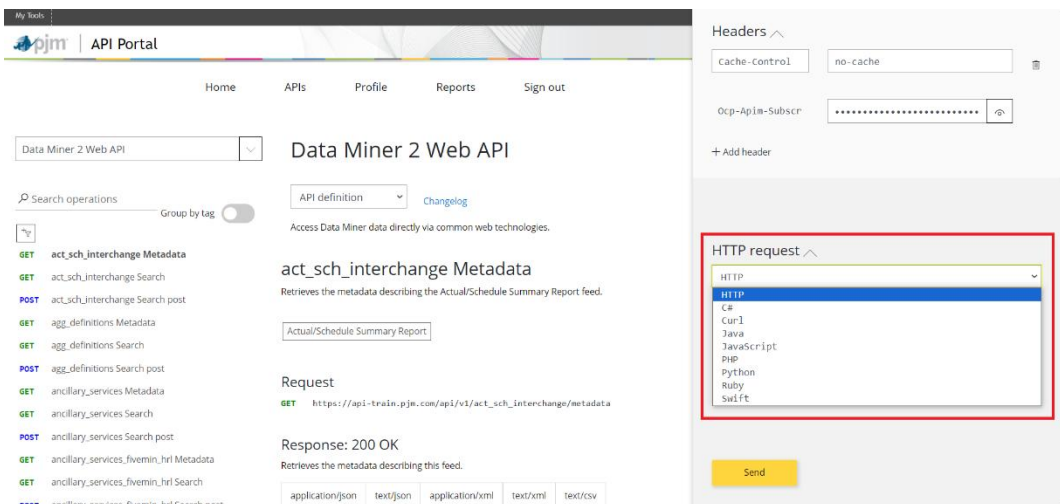 My Tools
pjm | API Portal
Home APIs Profile Reports Sign out
Data Miner 2 Web API
Search operations
Group by tag
GET act_sch_interchange Metadata
GET act_sch_interchange Search
POST act_sch_interchange Search post
GET agg_definitions Metadata
GET agg_definitions Search
POST agg_definitions Search post
GET ancillary_services Metadata
GET ancillary_services Search
POST ancillary_services Search post
GET ancillary_services_fivemin_hrl Metadata
GET ancillary_services_fivemin_hrl Search
POST ancillary_services_fivemin_hrl Search post
Data Miner 2 Web API
API definition
Changelog
Access Data Miner data directly via common web technologies.
act_sch_interchange Metadata
Retrieves the metadata describing the Actual/Schedule Summary Report feed.
Actual/Schedule Summary Report
Request
GET https://api-train.pjm.com/api/v1/act_sch_interchange/metadata
Response: 200 OK
Retrieves the metadata describing this feed.
application/json text/json application/xml text/xml text/csv
Headers
Cache-Control no-cache
Ocp-Apim-Subscr ••••••••••••••••••••••••••
+ Add header
HTTP request
HTTP
HTTP
C#
Curl
Java
JavaScript
PHP
Python
Ruby
Swift
Send